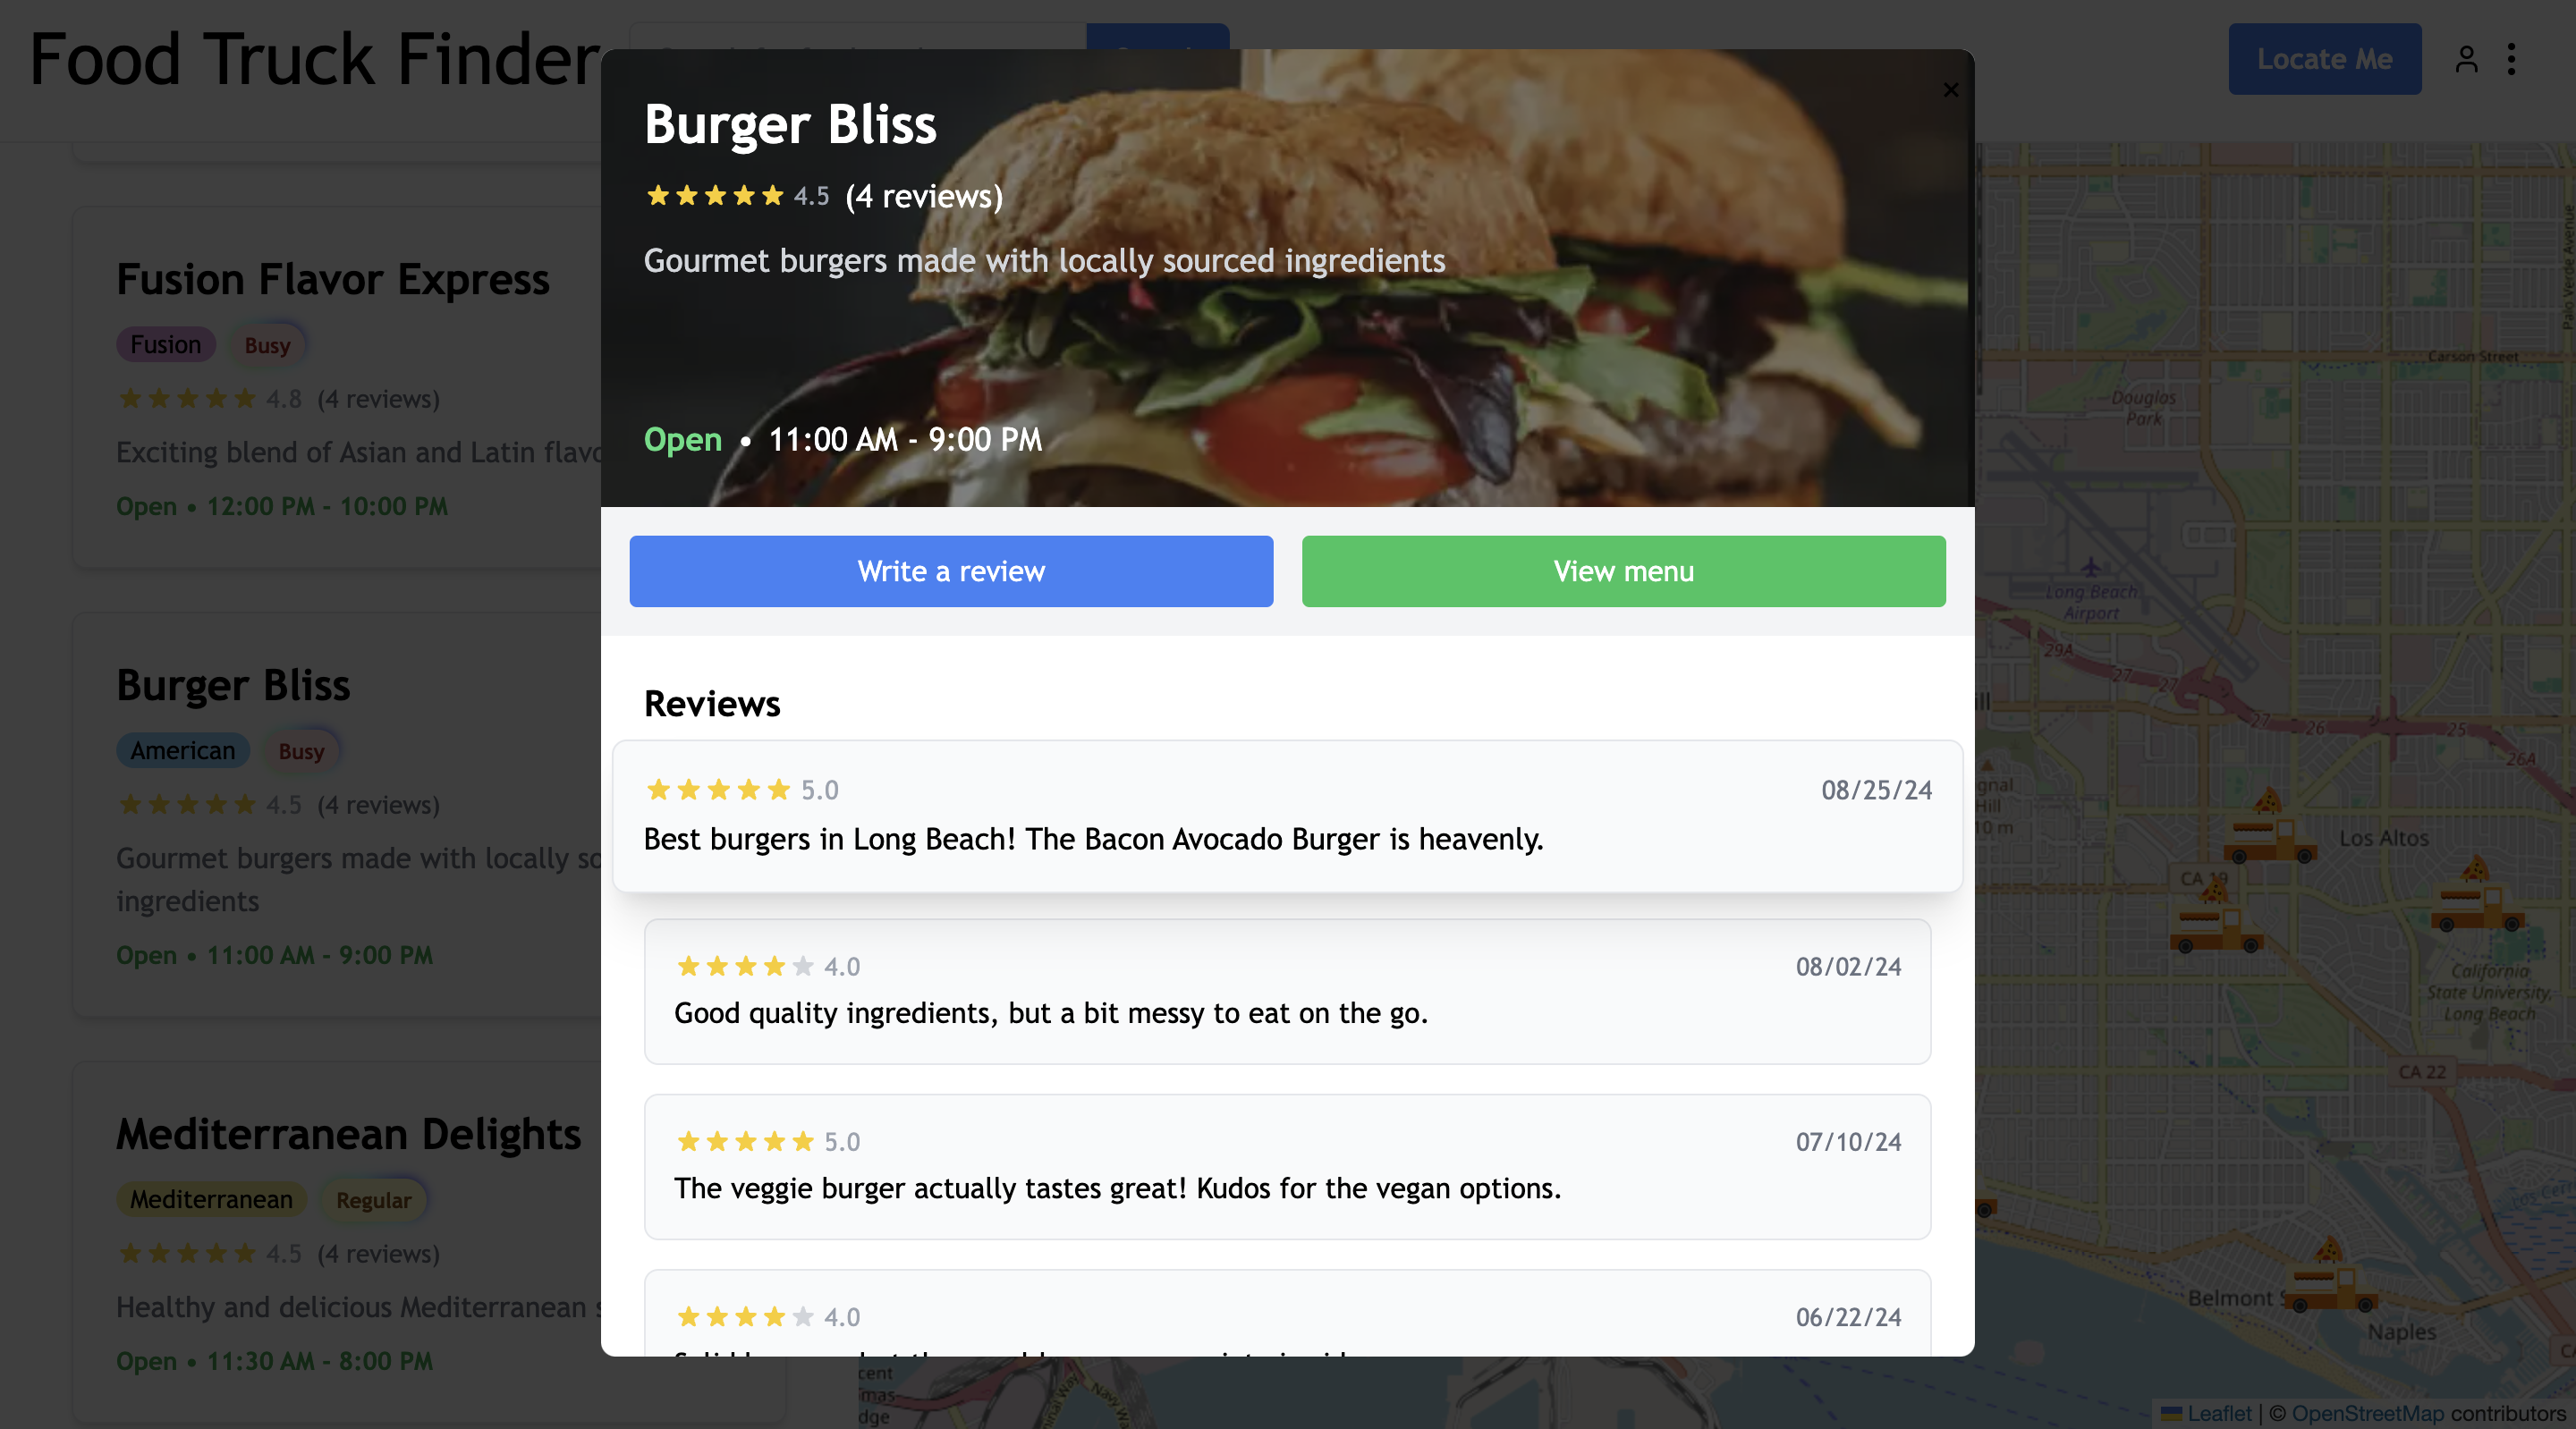 Food Truck Finder
Locate Me
Fusion Flavor Express
Fusion
Busy
4.8 (4 reviews)
Exciting blend of Asian and Latin
Open • 12:00 PM - 10:00 PM
Burger Bliss
American
Busy
4.5 (4 reviews)
Gourmet burgers made with locally
ingredients
Open • 11:00 AM - 9:00 PM
Mediterranean Delights
Mediterranean
Regular
4.5 (4 reviews)
Healthy and delicious Mediterranean
Open • 11:30 AM - 8:00 PM
Burger Bliss
4.5 (4 reviews)
Gourmet burgers made with locally sourced ingredients
Open • 11:00 AM - 9:00 PM
×
Write a review
View menu
Reviews
5.0
08/25/24
Best burgers in Long Beach! The Bacon Avocado Burger is heavenly.
4.0
08/02/24
Good quality ingredients, but a bit messy to eat on the go.
5.0
07/10/24
The veggie burger actually tastes great! Kudos for the vegan options.
4.0
06/22/24
Palo Verde Avenue
Carson Street
Douglas
Park
Long Beach
Airport
29A
27
27
27
26
25
26A
Hill
10 m
Los Altos
CA 19
California
State University,
Long Beach
CA 22
Belmont
Naples
Navy
Leaflet | © OpenStreetMap contributors